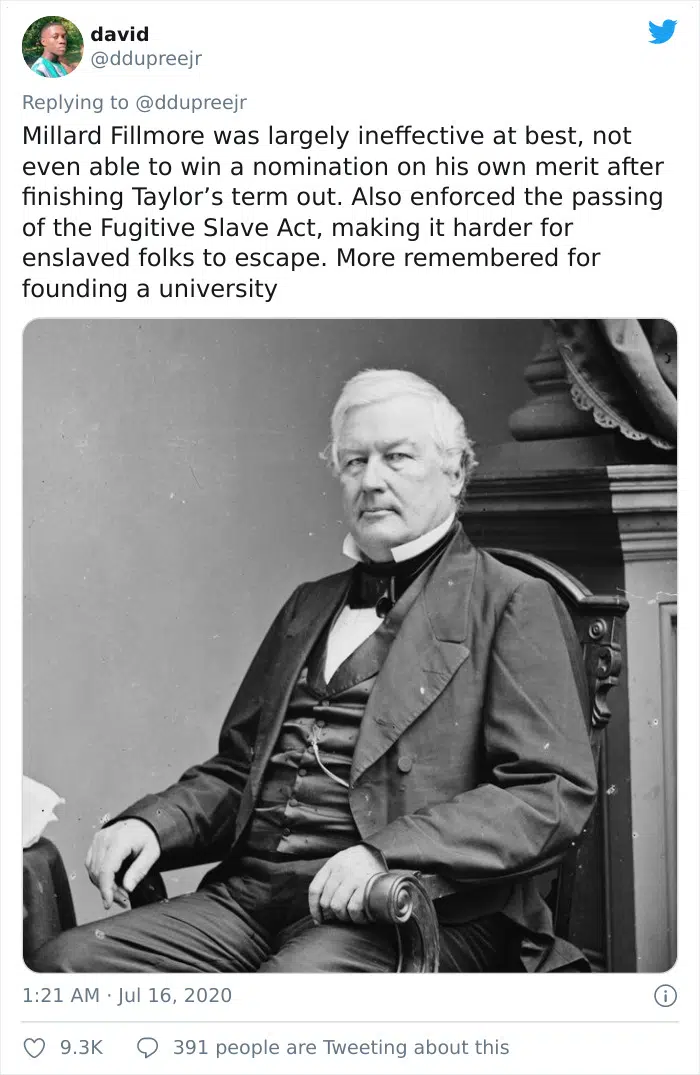 david
@ddupreejr
Replying to @ddupreejr
Millard Fillmore was largely ineffective at best, not
even able to win a nomination on his own merit after
finishing Taylor’s term out. Also enforced the passing
of the Fugitive Slave Act, making it harder for
enslaved folks to escape. More remembered for
founding a university
1:21 AM · Jul 16, 2020
9.3K 391 people are Tweeting about this